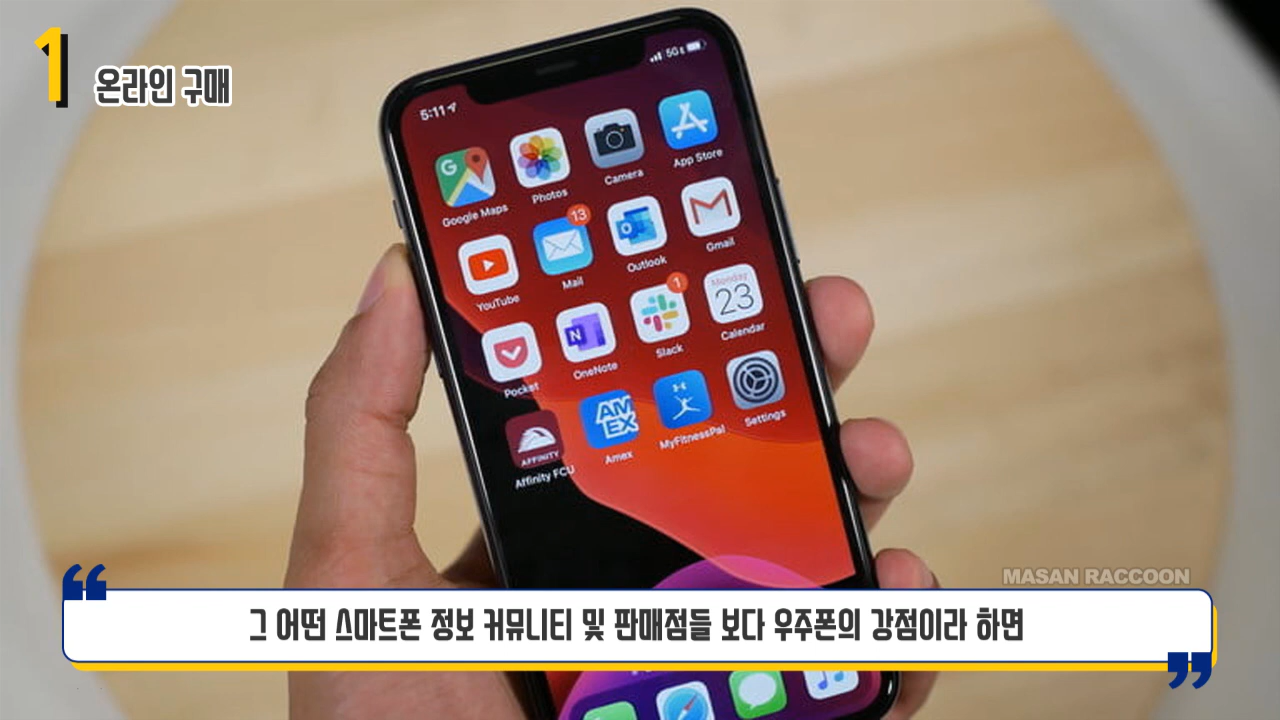 1
온라인 구매
5:11
5G
G
Google Maps
Photos
Camera
App Store
YouTube
13
Mail
Outlook
Gmail
Pocket
N
OneNote
1
Slack
Monday
23
Calendar
AFFINITY
Affinity FCU
AM
EX
Amex
MyFitnessPal
Settings
MASAN RACCOON
“
그 어떤 스마트폰 정보 커뮤니티 및 판매점들 보다 우주폰의 강점이라 하면
”